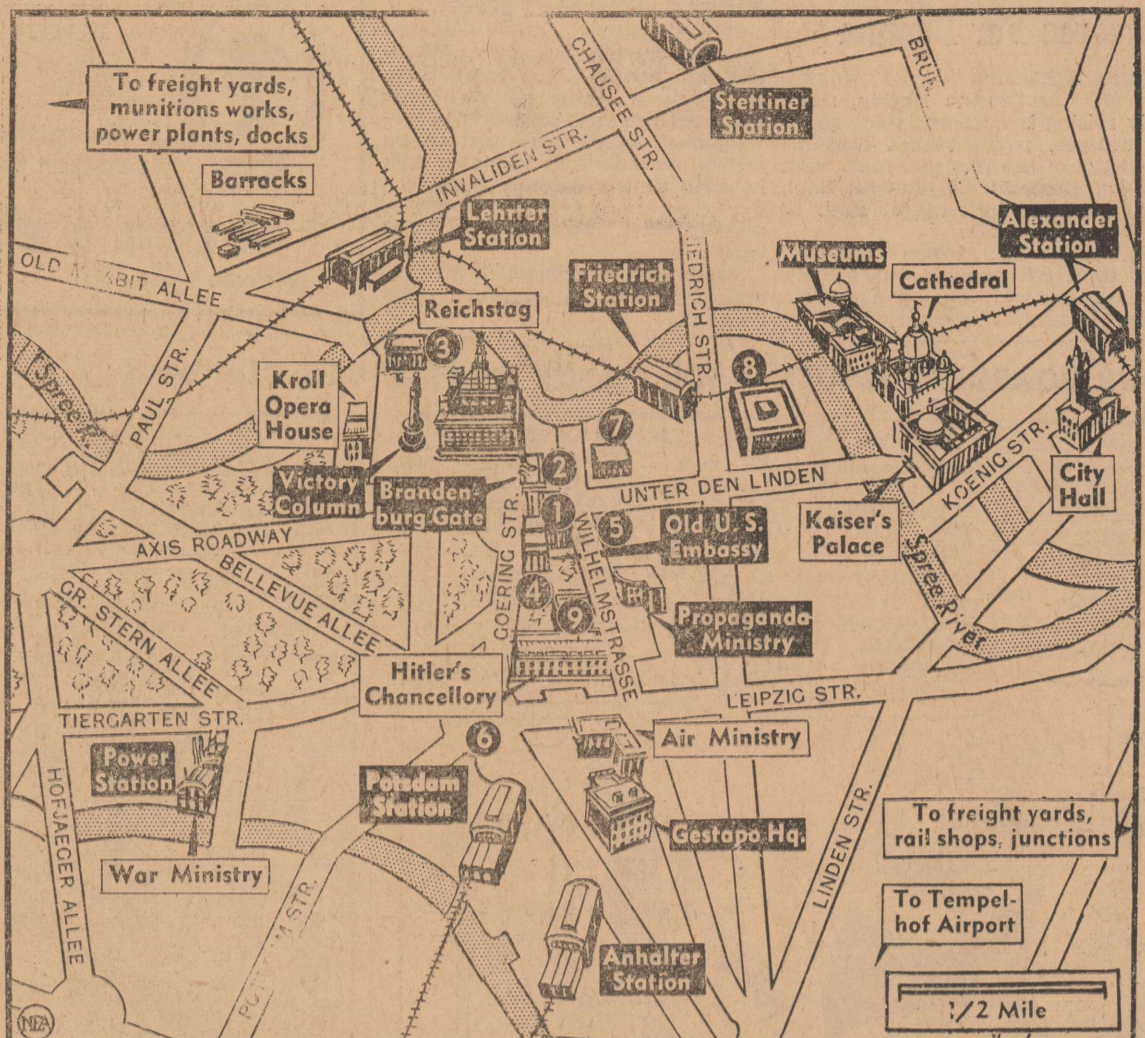 To freight yards,
munitions works,
power plants, docks
CHAUSEE STR.
Stettiner
Station
Barracks
INVALIDEN STR.
Lehrter
Station
Alexander
Station
Museums
Cathedral
OLD
ABIT ALLEE
Friedrich
Station
Reichstag
IEDRICH STR.
Spree R
PAUL STR.
3
Kroll
Opera
House
8
7
2
Victory
Column
Branden-
burg Gate
UNTER DEN LINDEN
KOENIG STR.
City
Hall
1
5
Old U.S.
Embassy
Kaiser's
Palace
AXIS ROADWAY
BELLEVUE ALLEE
GOERING STR.
WILHELMSTRASSE
Spree River
GR. STERN ALLEE
4
9
Propaganda
Ministry
Hitler's
Chancellory
LEIPZIG STR.
TIERGARTEN STR.
6
Air Ministry
Power
Station
Potsdam
Station
HOFJAEGER ALLEE
Gestapo Hq.
LINDEN STR.
To freight yards,
rail shops, junctions
War Ministry
STR.
To Tempel-
hof Airport
Anhalter
Station
1/2 Mile
NEA